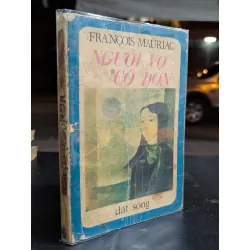 FRANÇOIS MAURIAC
NGƯỜI VỢ
CÔ ĐƠN
đất sống